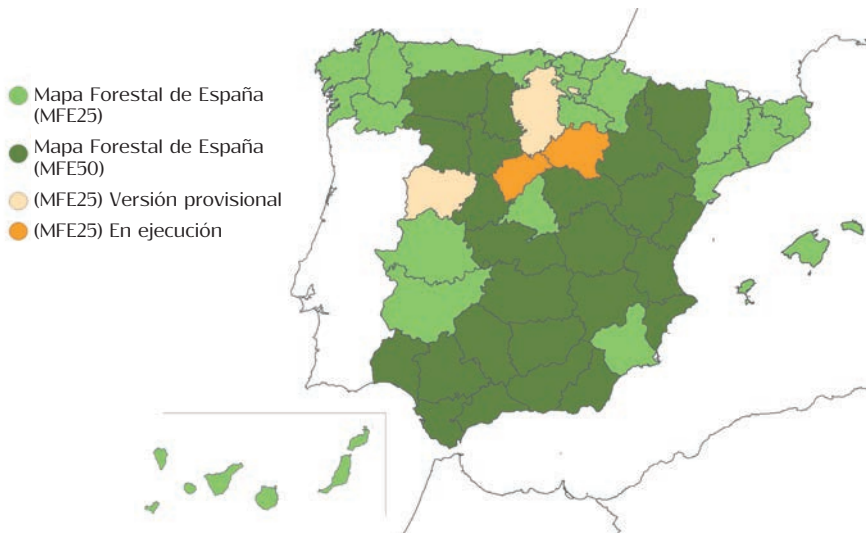 Mapa Forestal de España
(MFE25)
Mapa Forestal de España
(MFE50)
(MFE25) Versión provisional
(MFE25) En ejecución